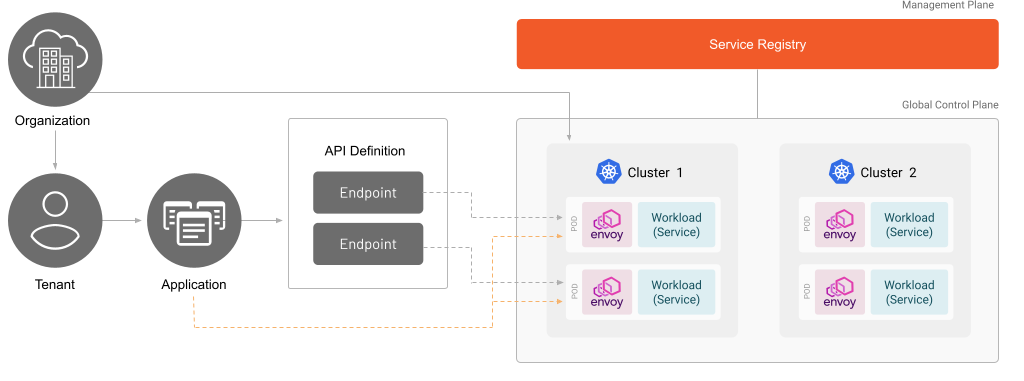 Management Plane
Service Registry
Global Control Plane
Organization
Tenant
Application
API Definition
Endpoint
Endpoint
Cluster 1
POD
envoy
Workload
(Service)
POD
envoy
Workload
(Service)
Cluster 2
POD
envoy
Workload
(Service)
POD
envoy
Workload
(Service)